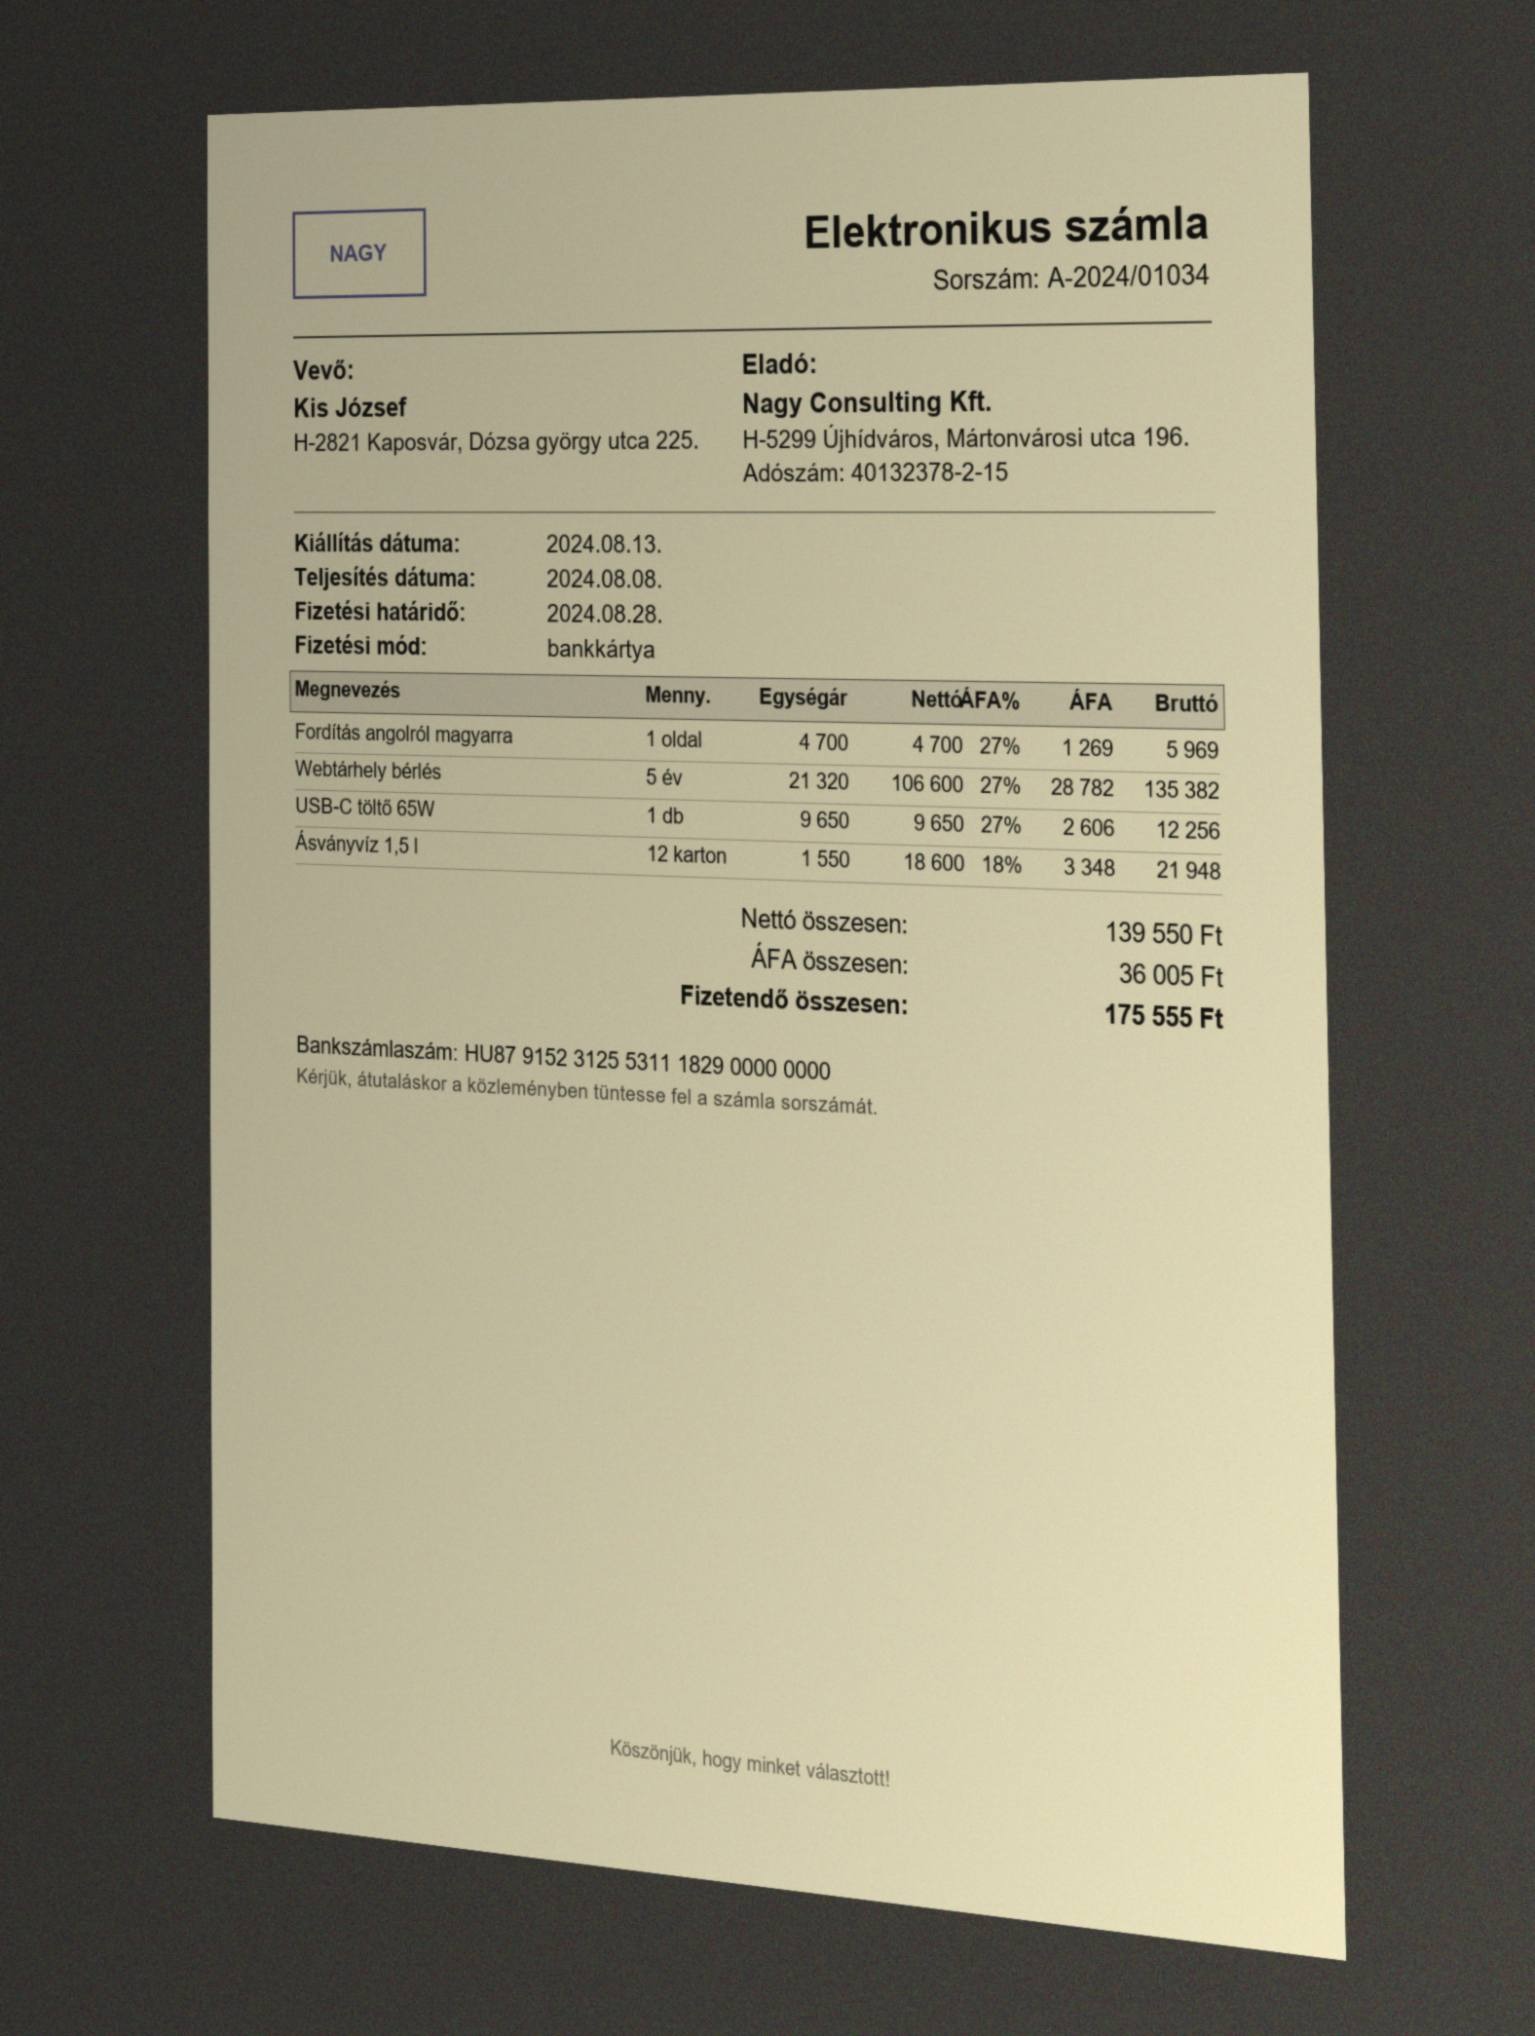 NAGY
Elektronikus számla
Sorszám: A-2024/01034
Vevő:
Kis József
H-2821 Kaposvár, Dózsa györgy utca 225.
Eladó:
Nagy Consulting Kft.
H-5299 Újhídváros, Mártonvárosi utca 196.
Adószám: 40132378-2-15
Kiállítás dátuma: 2024.08.13.
Teljesítés dátuma: 2024.08.08.
Fizetési határidő: 2024.08.28.
Fizetési mód: bankkártya
Megnevezés Menny. Egységár Nettó ÁFA% ÁFA Bruttó
Fordítás angolról magyarra 1 oldal 4 700 4 700 27% 1 269 5 969
Webtárhely bérlés 5 év 21 320 106 600 27% 28 782 135 382
USB-C töltő 65W 1 db 9 650 9 650 27% 2 606 12 256
Ásványvíz 1,5 l 12 karton 1 550 18 600 18% 3 348 21 948
Nettó összesen: 139 550 Ft
ÁFA összesen: 36 005 Ft
Fizetendő összesen: 175 555 Ft
Bankszámlaszám: HU87 9152 3125 5311 1829 0000 0000
Kérjük, átutaláskor a közleményben tüntesse fel a számla sorszámát.
Köszönjük, hogy minket választott!